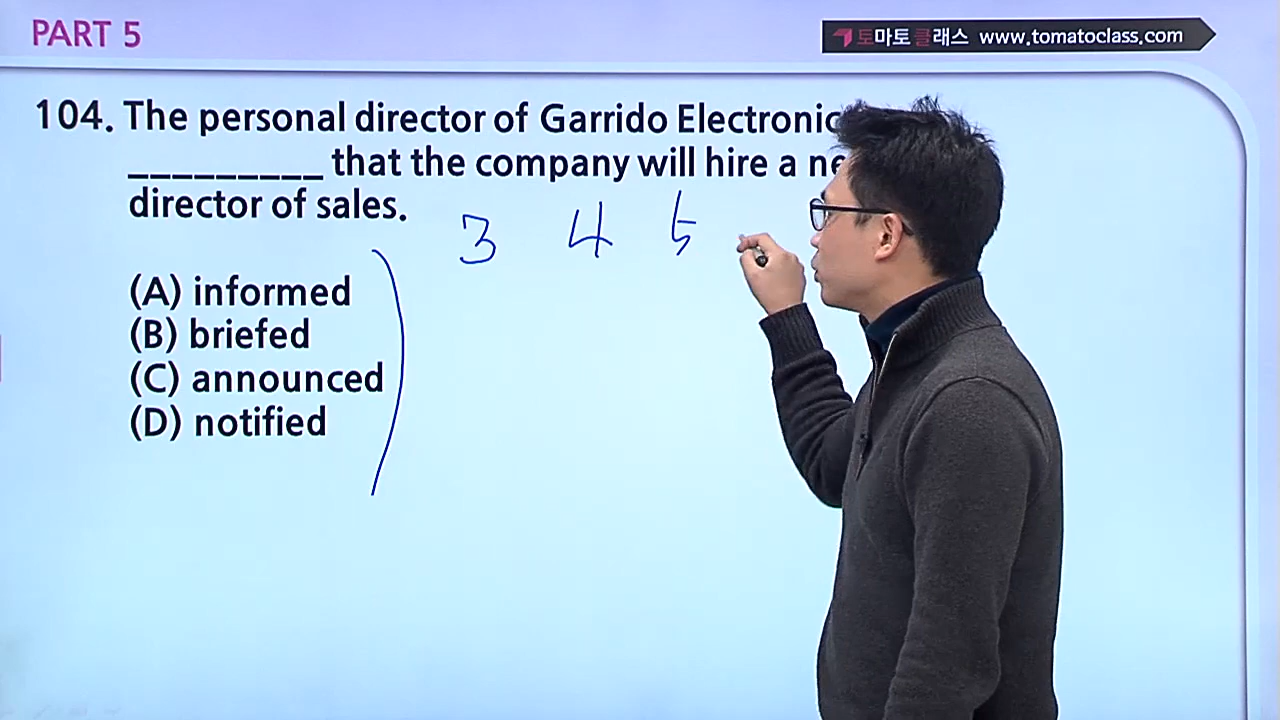 PART 5
토마토 클래스 www.tomatoclass.com
104. The personal director of Garrido Electronic
_________ that the company will hire a ne
director of sales.
3 4 5
(A) informed
(B) briefed
(C) announced
(D) notified